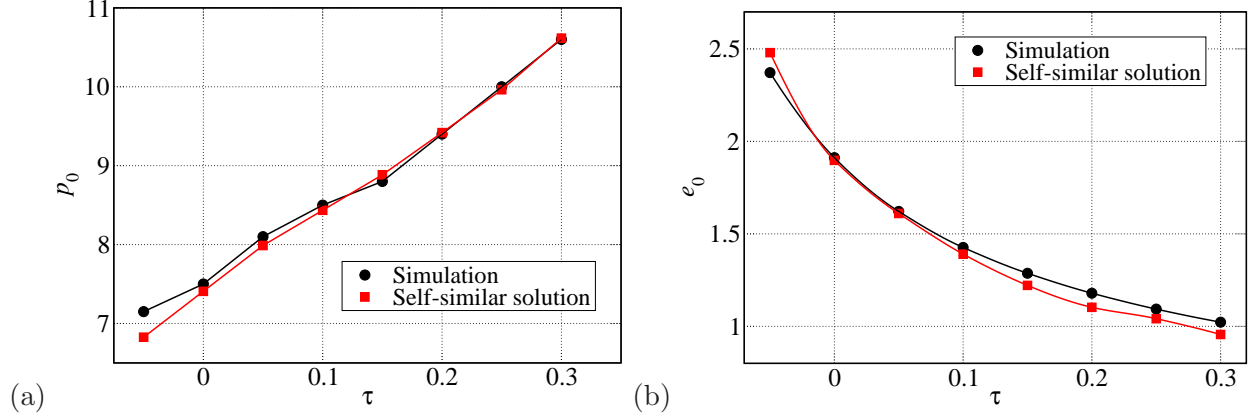 11
10
9
8
7
p0
0
0.1
0.2
0.3
τ
Simulation
Self-similar solution
(a)
2.5
2
1.5
1
e0
0
0.1
0.2
0.3
τ
Simulation
Self-similar solution
(b)